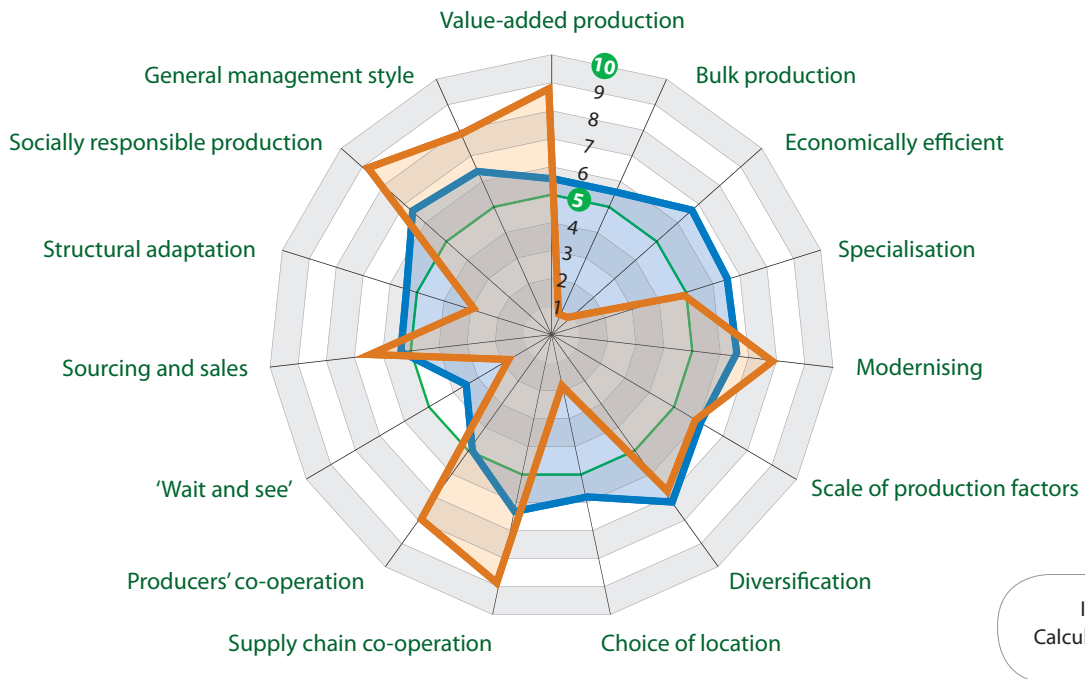 Value-added production
General management style
10
Bulk production
9
8
Socially responsible production
7
Economically efficient
6
5
4
Structural adaptation
3
Specialisation
2
1
Sourcing and sales
Modernising
'Wait and see'
Scale of production factors
Producers' co-operation
Diversification
Supply chain co-operation
Choice of location